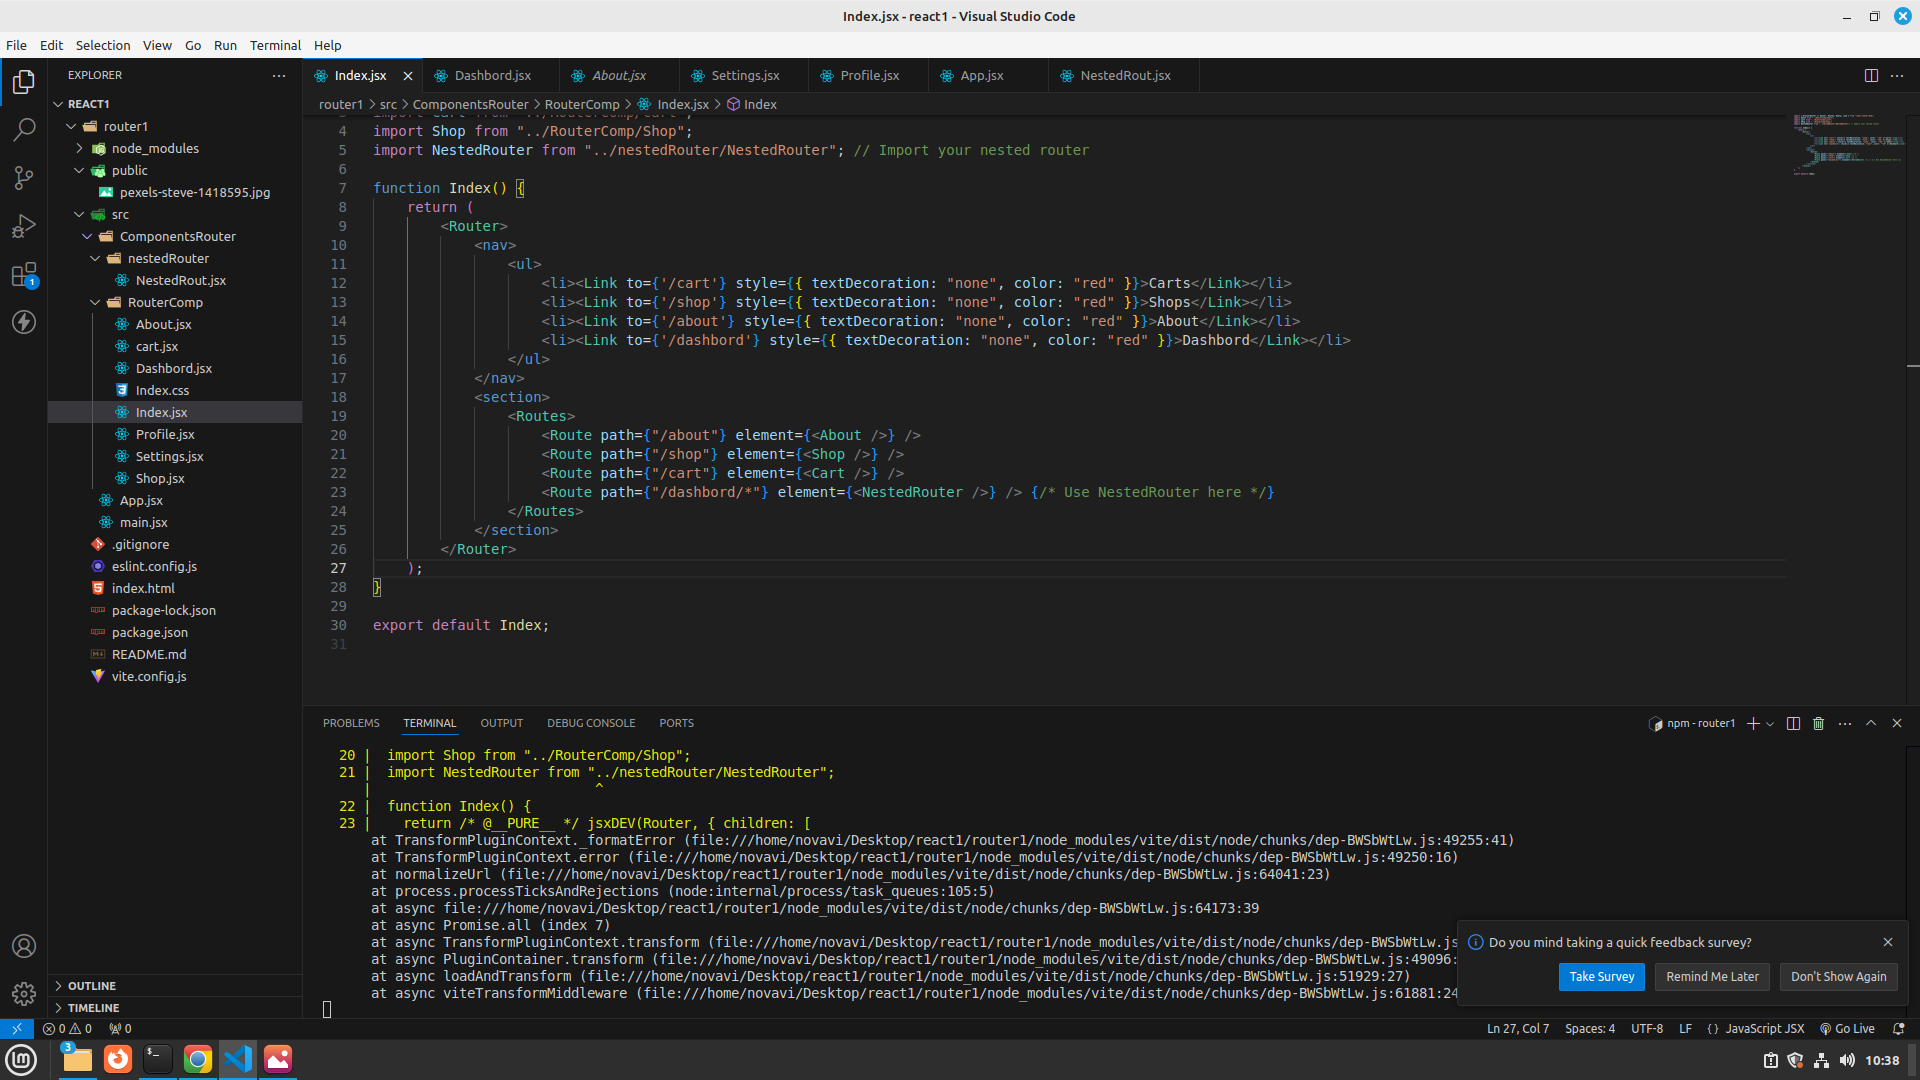 Index.jsx - react1 - Visual Studio Code
File Edit Selection View Go Run Terminal Help
EXPLORER
REACT1
router1
node_modules
public
pexels-steve-1418595.jpg
src
ComponentsRouter
nestedRouter
NestedRout.jsx
RouterComp
About.jsx
cart.jsx
Dashbord.jsx
Index.css
Index.jsx
Profile.jsx
Settings.jsx
Shop.jsx
App.jsx
main.jsx
.gitignore
eslint.config.js
index.html
package-lock.json
package.json
README.md
vite.config.js
OUTLINE
TIMELINE
Index.jsx Dashbord.jsx About.jsx Settings.jsx Profile.jsx App.jsx NestedRout.jsx
router1 > src > ComponentsRouter > RouterComp > Index.jsx > Index
3 import Cart from "../RouterComp/cart";
4 import Shop from "../RouterComp/Shop";
5 import NestedRouter from "../nestedRouter/NestedRouter"; // Import your nested router
6
7 function Index() {
8 return (
9 <Router>
10 <nav>
11 <ul>
12 <li><Link to={'/cart'} style={{ textDecoration: "none", color: "red" }}>Carts</Link></li>
13 <li><Link to={'/shop'} style={{ textDecoration: "none", color: "red" }}>Shops</Link></li>
14 <li><Link to={'/about'} style={{ textDecoration: "none", color: "red" }}>About</Link></li>
15 <li><Link to={'/dashbord'} style={{ textDecoration: "none", color: "red" }}>Dashbord</Link></li>
16 </ul>
17 </nav>
18 <section>
19 <Routes>
20 <Route path={"/about"} element={<About />} />
21 <Route path={"/shop"} element={<Shop />} />
22 <Route path={"/cart"} element={<Cart />} />
23 <Route path={"/dashbord/*"} element={<NestedRouter />} /> {/* Use NestedRouter here */}
24 </Routes>
25 </section>
26 </Router>
27 );
28 }
29
30 export default Index;
31
PROBLEMS TERMINAL OUTPUT DEBUG CONSOLE PORTS
npm - router1
20 | import Shop from "../RouterComp/Shop";
21 | import NestedRouter from "../nestedRouter/NestedRouter";
| ^
22 | function Index() {
23 | return /* @__PURE__ */ jsxDEV(Router, { children: [
at TransformPluginContext._formatError (file:///home/novavi/Desktop/react1/router1/node_modules/vite/dist/node/chunks/dep-BWSbWtLw.js:49255:41)
at TransformPluginContext.error (file:///home/novavi/Desktop/react1/router1/node_modules/vite/dist/node/chunks/dep-BWSbWtLw.js:49250:16)
at normalizeUrl (file:///home/novavi/Desktop/react1/router1/node_modules/vite/dist/node/chunks/dep-BWSbWtLw.js:64041:23)
at process.processTicksAndRejections (node:internal/process/task_queues:105:5)
at async file:///home/novavi/Desktop/react1/router1/node_modules/vite/dist/node/chunks/dep-BWSbWtLw.js:64173:39
at async Promise.all (index 7)
at async TransformPluginContext.transform (file:///home/novavi/Desktop/react1/router1/node_modules/vite/dist/node/chunks/dep-BWSbWtLw.js
at async PluginContainer.transform (file:///home/novavi/Desktop/react1/router1/node_modules/vite/dist/node/chunks/dep-BWSbWtLw.js:49096:
at async loadAndTransform (file:///home/novavi/Desktop/react1/router1/node_modules/vite/dist/node/chunks/dep-BWSbWtLw.js:51929:27)
at async viteTransformMiddleware (file:///home/novavi/Desktop/react1/router1/node_modules/vite/dist/node/chunks/dep-BWSbWtLw.js:61881:24
Do you mind taking a quick feedback survey?
Take Survey Remind Me Later Don't Show Again
0 0 0 Ln 27, Col 7 Spaces: 4 UTF-8 LF {} JavaScript JSX Go Live
1
3
10:38